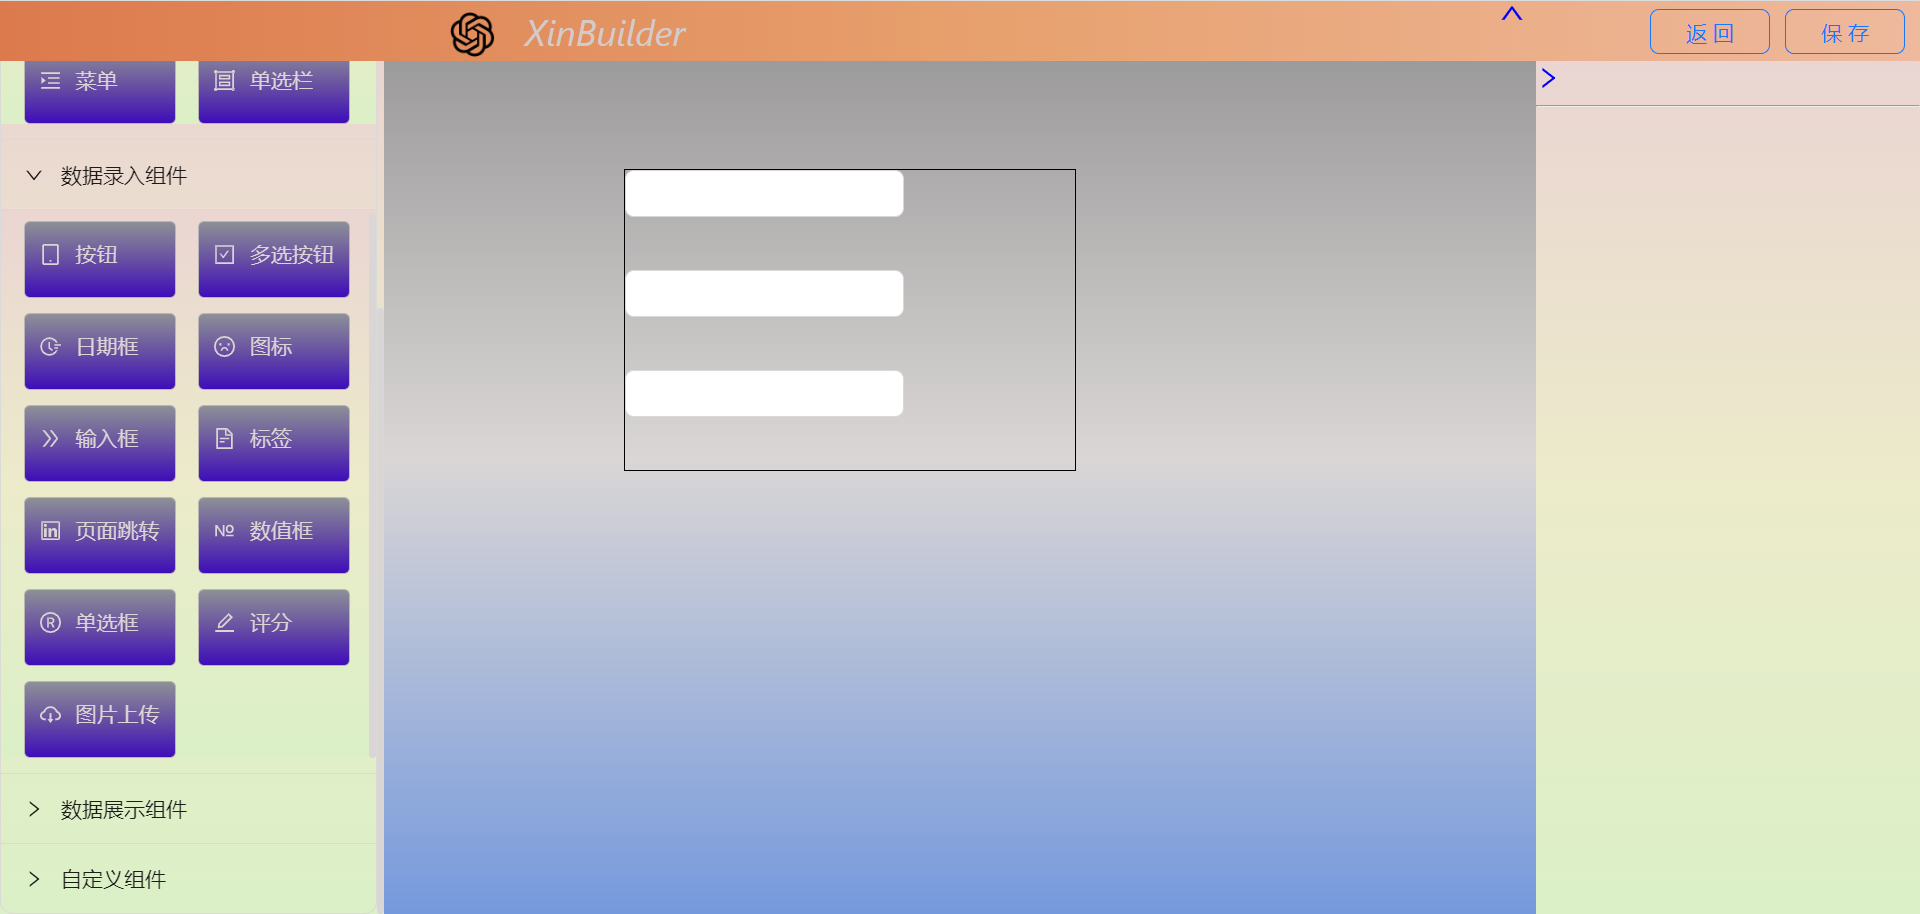 XinBuilder
返 回
保 存
菜单
单选栏
数据录入组件
按钮
多选按钮
日期框
图标
输入框
标签
页面跳转
数值框
单选框
评分
图片上传
数据展示组件
自定义组件